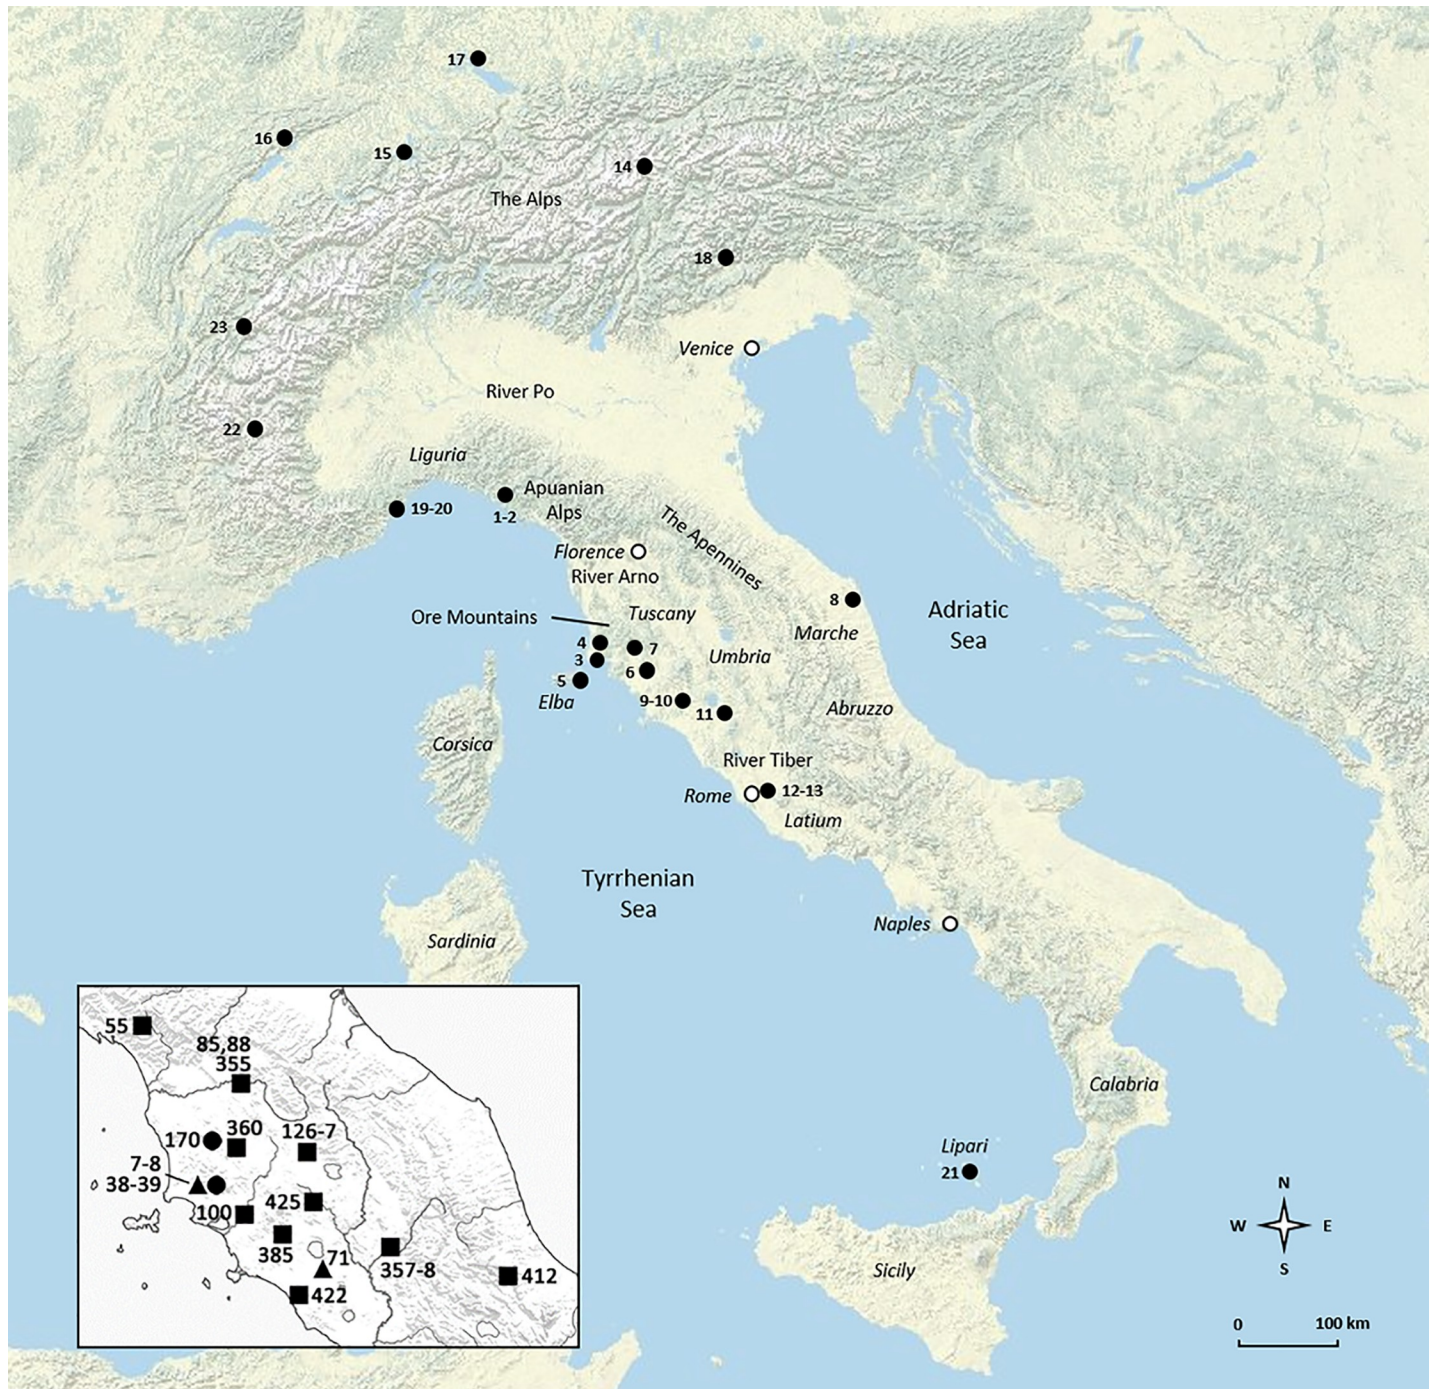 17
16
15
14
The Alps
18
23
Venice
River Po
22
Liguria
19-20
Apuanian
Alps
1-2
The Apennines
Florence
River Arno
8
Adriatic
Sea
Ore Mountains
Tuscany
Marche
4
7
3
Umbria
6
5
Elba
9-10
11
Abruzzo
Corsica
River Tiber
Rome
12-13
Latium
Tyrrhenian
Sea
Naples
Sardinia
55
85,88
355
170
360
126-7
7-8
38-39
100
425
385
71
357-8
412
422
Calabria
Lipari
21
Sicily
N
W E
S
0 100 km